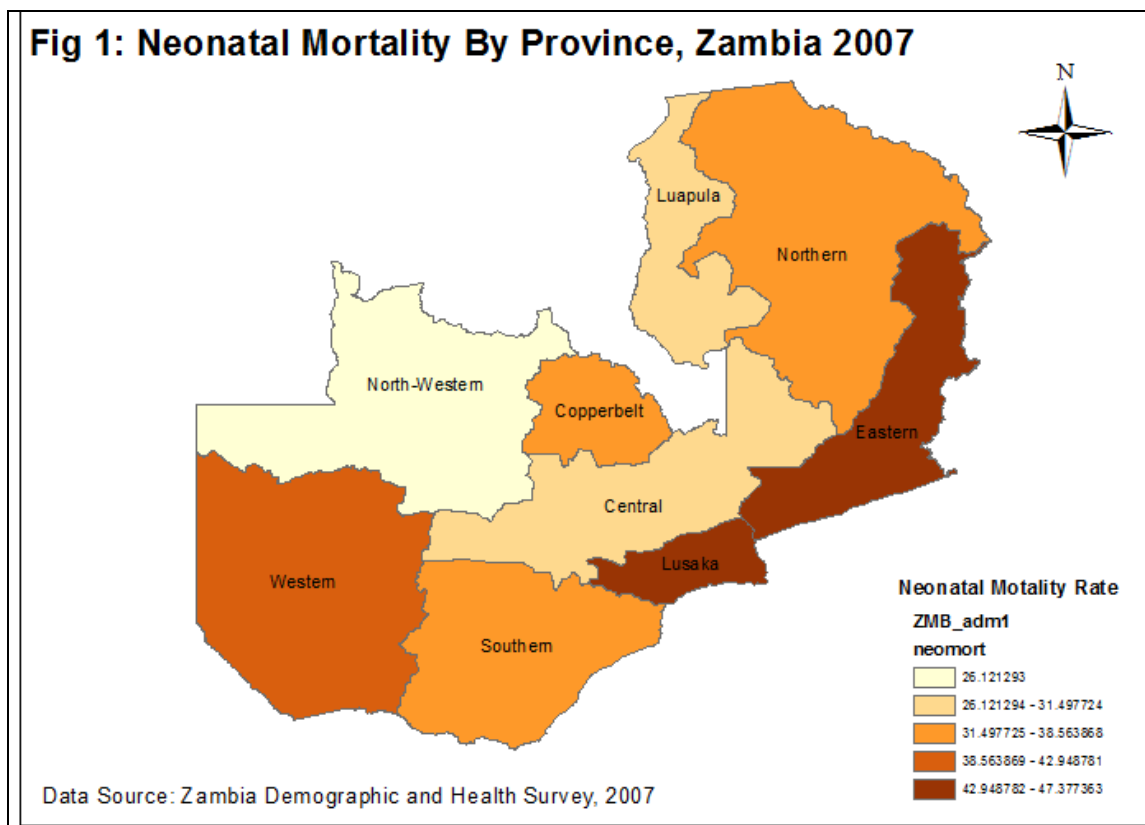 Fig 1: Neonatal Mortality By Province, Zambia 2007
N
Luapula
Northern
North-Western
Copperbelt
Eastern
Central
Lusaka
Western
Southern
Neonatal Motality Rate
ZMB_adm1
neomort
26.121293
26.121294 - 31.497724
31.497725 - 38.563868
38.563869 - 42.948781
42.948782 - 47.377363
Data Source: Zambia Demographic and Health Survey, 2007